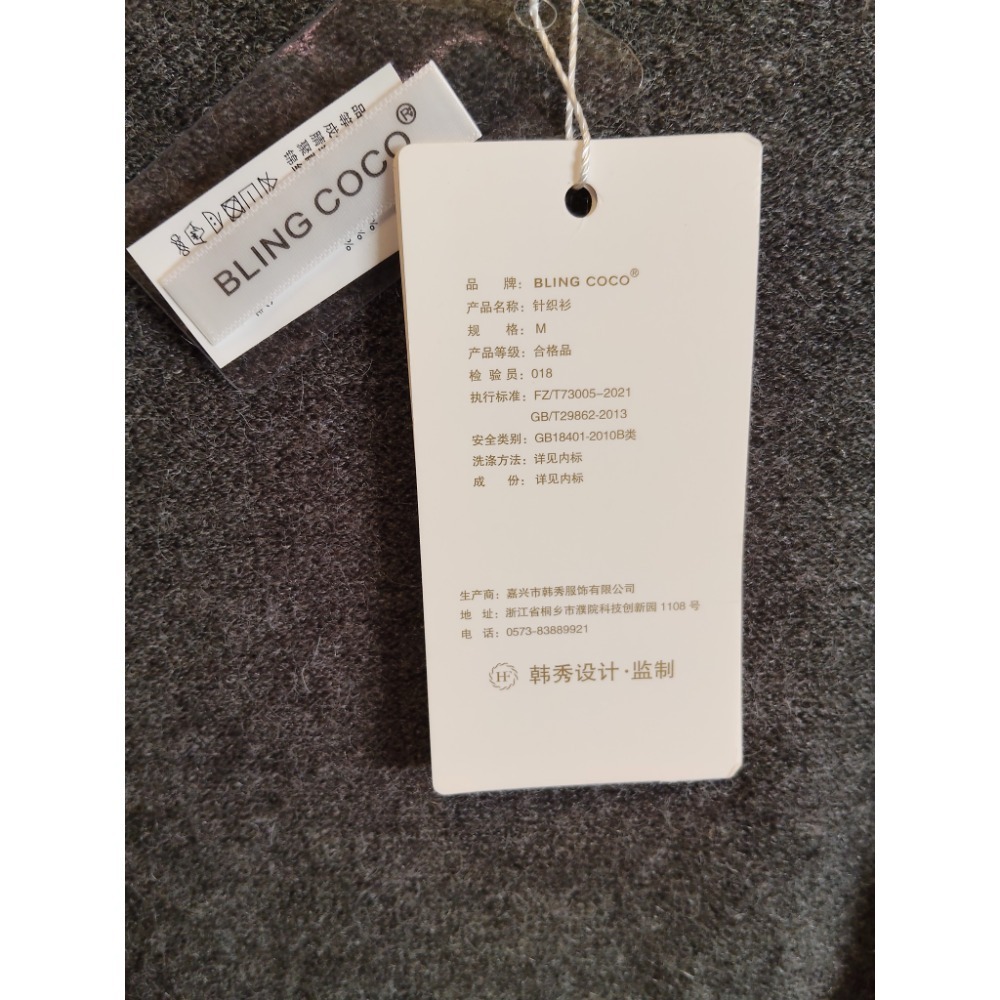 BLING COCO®
品 牌：BLING COCO®
产品名称：针织衫
规 格：M
产品等级：合格品
检 验 员：018
执行标准：FZ/T73005-2021
GB/T29862-2013
安全类别：GB18401-2010B类
洗涤方法：详见内标
成 份：详见内标
生产商：嘉兴市韩秀服饰有限公司
地 址：浙江省桐乡市濮院科技创新园 1108 号
电 话：0573-83889921
HF 韩秀设计·监制